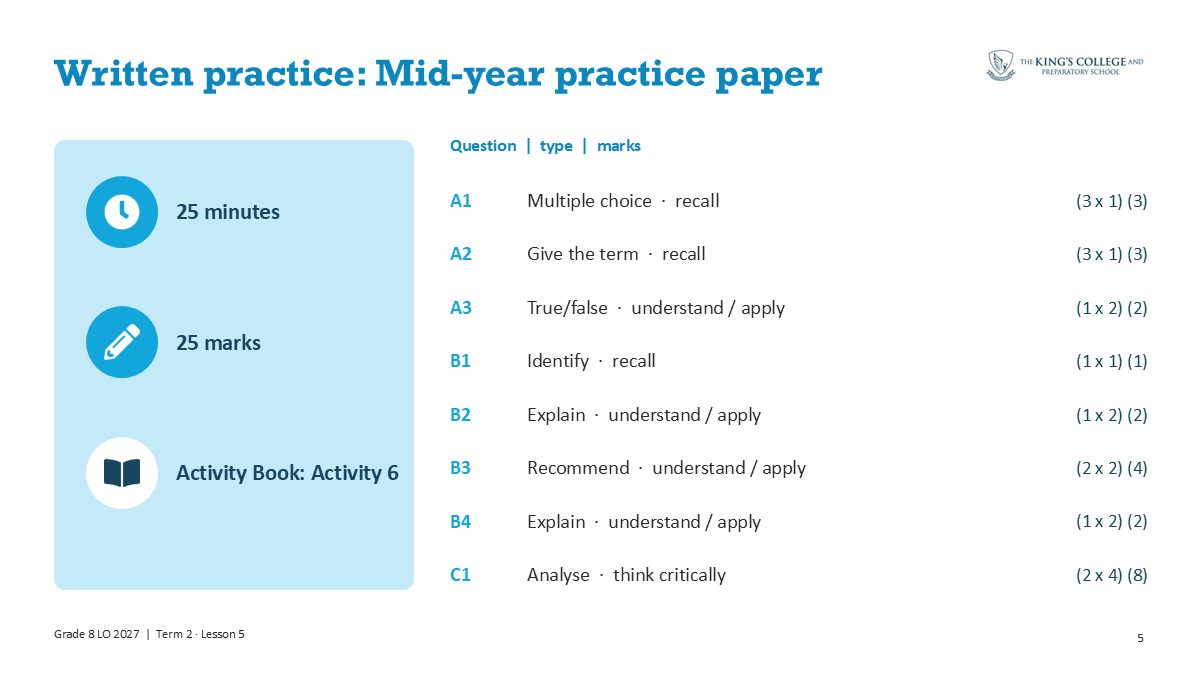 Written practice: Mid-year practice paper
THE KING'S COLLEGE AND
PREPARATORY SCHOOL
25 minutes
25 marks
Activity Book: Activity 6
Question | type | marks
A1 Multiple choice · recall (3 x 1) (3)
A2 Give the term · recall (3 x 1) (3)
A3 True/false · understand / apply (1 x 2) (2)
B1 Identify · recall (1 x 1) (1)
B2 Explain · understand / apply (1 x 2) (2)
B3 Recommend · understand / apply (2 x 2) (4)
B4 Explain · understand / apply (1 x 2) (2)
C1 Analyse · think critically (2 x 4) (8)
Grade 8 LO 2027 | Term 2 · Lesson 5
5